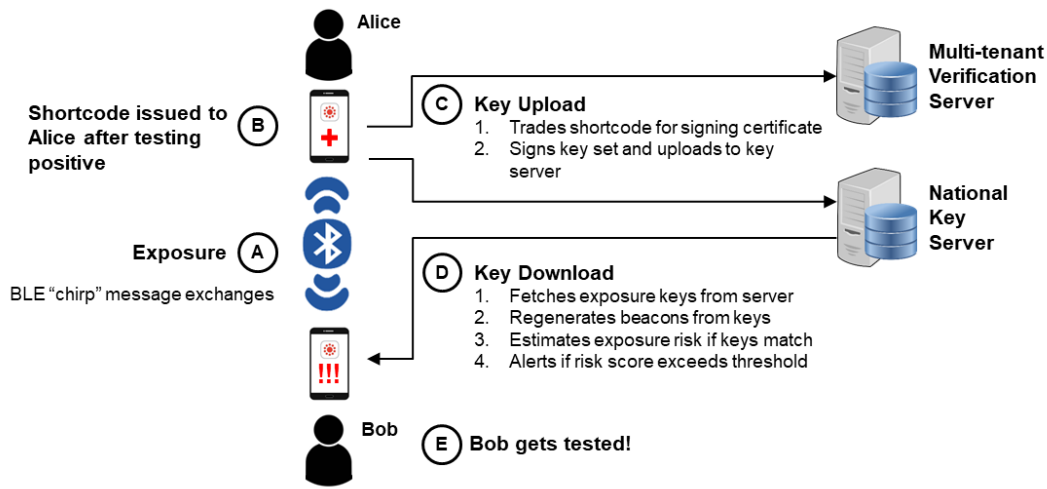 Alice
Shortcode issued to
Alice after testing
positive
B
C
Key Upload
1. Trades shortcode for signing certificate
2. Signs key set and uploads to key
server
Multi-tenant
Verification
Server
Exposure
A
BLE “chirp” message exchanges
National
Key
Server
D
Key Download
1. Fetches exposure keys from server
2. Regenerates beacons from keys
3. Estimates exposure risk if keys match
4. Alerts if risk score exceeds threshold
!!!
Bob
E
Bob gets tested!